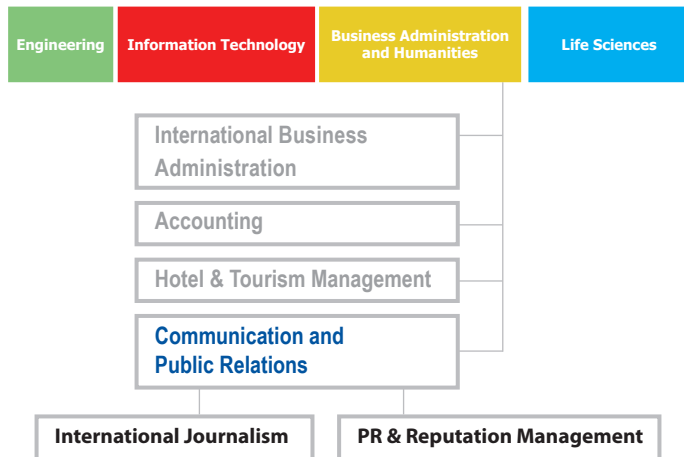 Engineering
Information Technology
Business Administration
and Humanities
Life Sciences
International Business
Administration
Accounting
Hotel & Tourism Management
Communication and
Public Relations
International Journalism
PR & Reputation Management